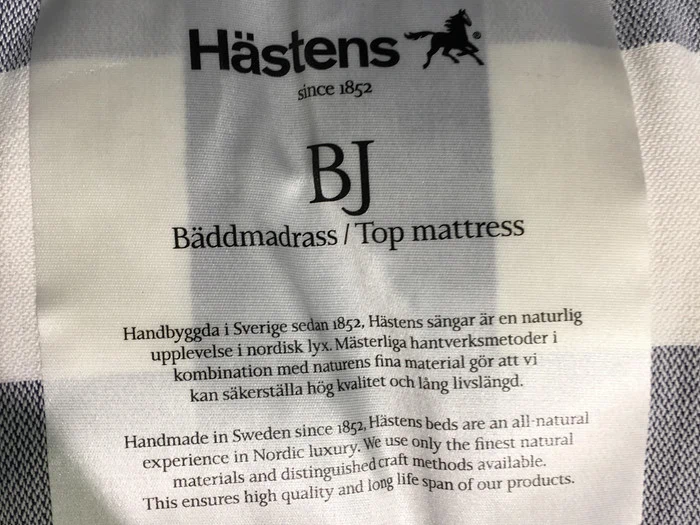 Hästens
since 1852
BJ
Bäddmadrass / Top mattress
Handbyggda i Sverige sedan 1852, Hästens sängar är en naturlig
upplevelse i nordisk lyx. Mästerliga hantverksmetoder i
kombination med naturens fina material gör att vi
kan säkerställa hög kvalitet och lång livslängd.
Handmade in Sweden since 1852, Hästens beds are an all-natural
experience in Nordic luxury. We use only the finest natural
materials and distinguished craft methods available.
This ensures high quality and long life span of our products.